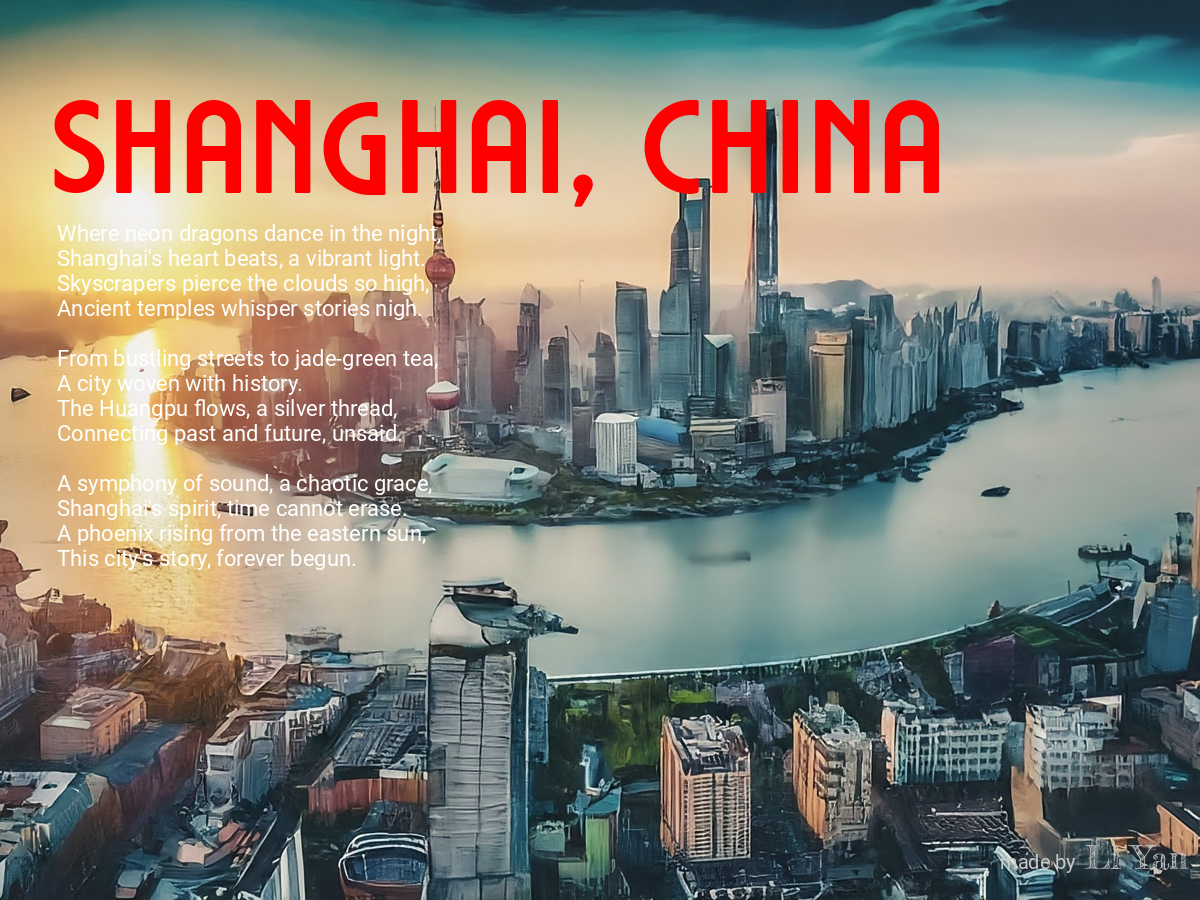 SHANGHAI, CHINA
Where neon dragons dance in the night,
Shanghai's heart beats, a vibrant light.
Skyscrapers pierce the clouds so high,
Ancient temples whisper stories nigh.
From bustling streets to jade-green tea,
A city woven with history.
The Huangpu flows, a silver thread,
Connecting past and future, unsaid.
A symphony of sound, a chaotic grace,
Shanghai's spirit, time cannot erase.
A phoenix rising from the eastern sun,
This city's story, forever begun.
made by Li Yan